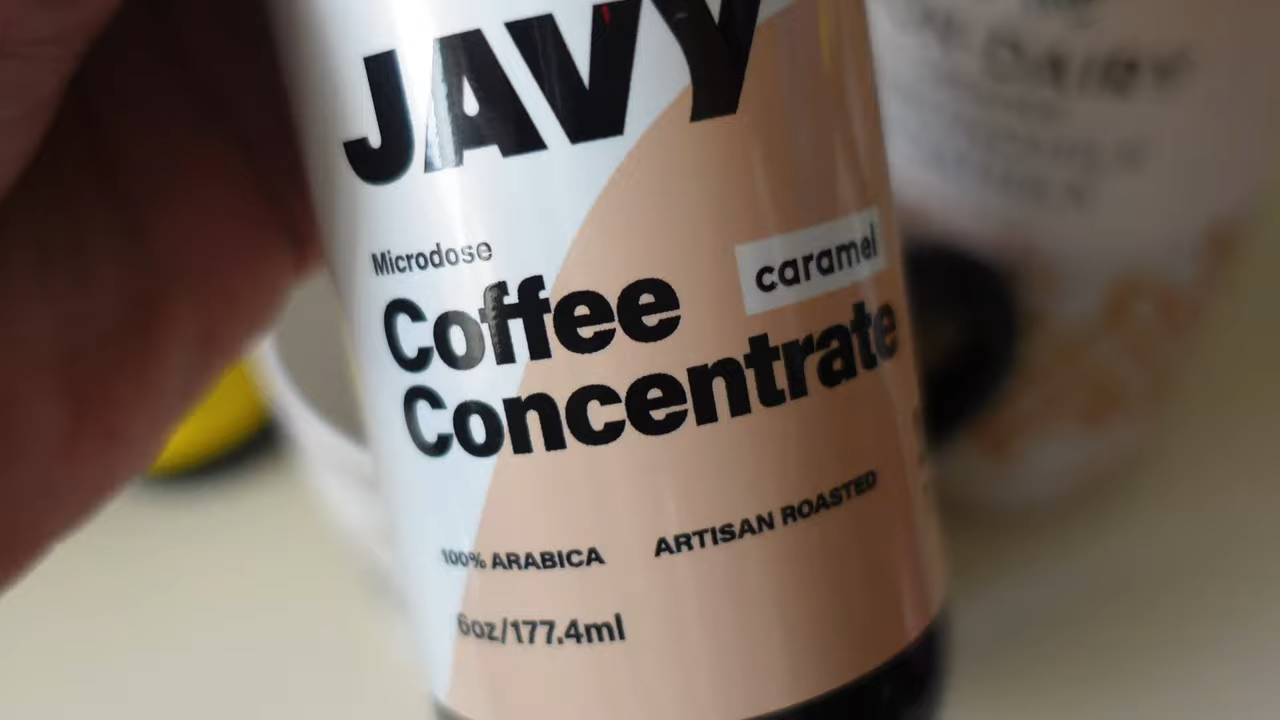 JAVY
Microdose
caramel
Coffee
Concentrate
100% ARABICA ARTISAN ROASTED
6oz/177.4ml